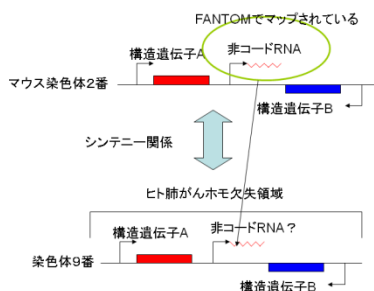 FANTOMでマップされている
構造遺伝子A
非コードRNA
マウス染色体2番
構造遺伝子B
シンテニー関係
ヒト肺がんホモ欠失領域
構造遺伝子A
非コードRNA？
染色体9番
構造遺伝子B